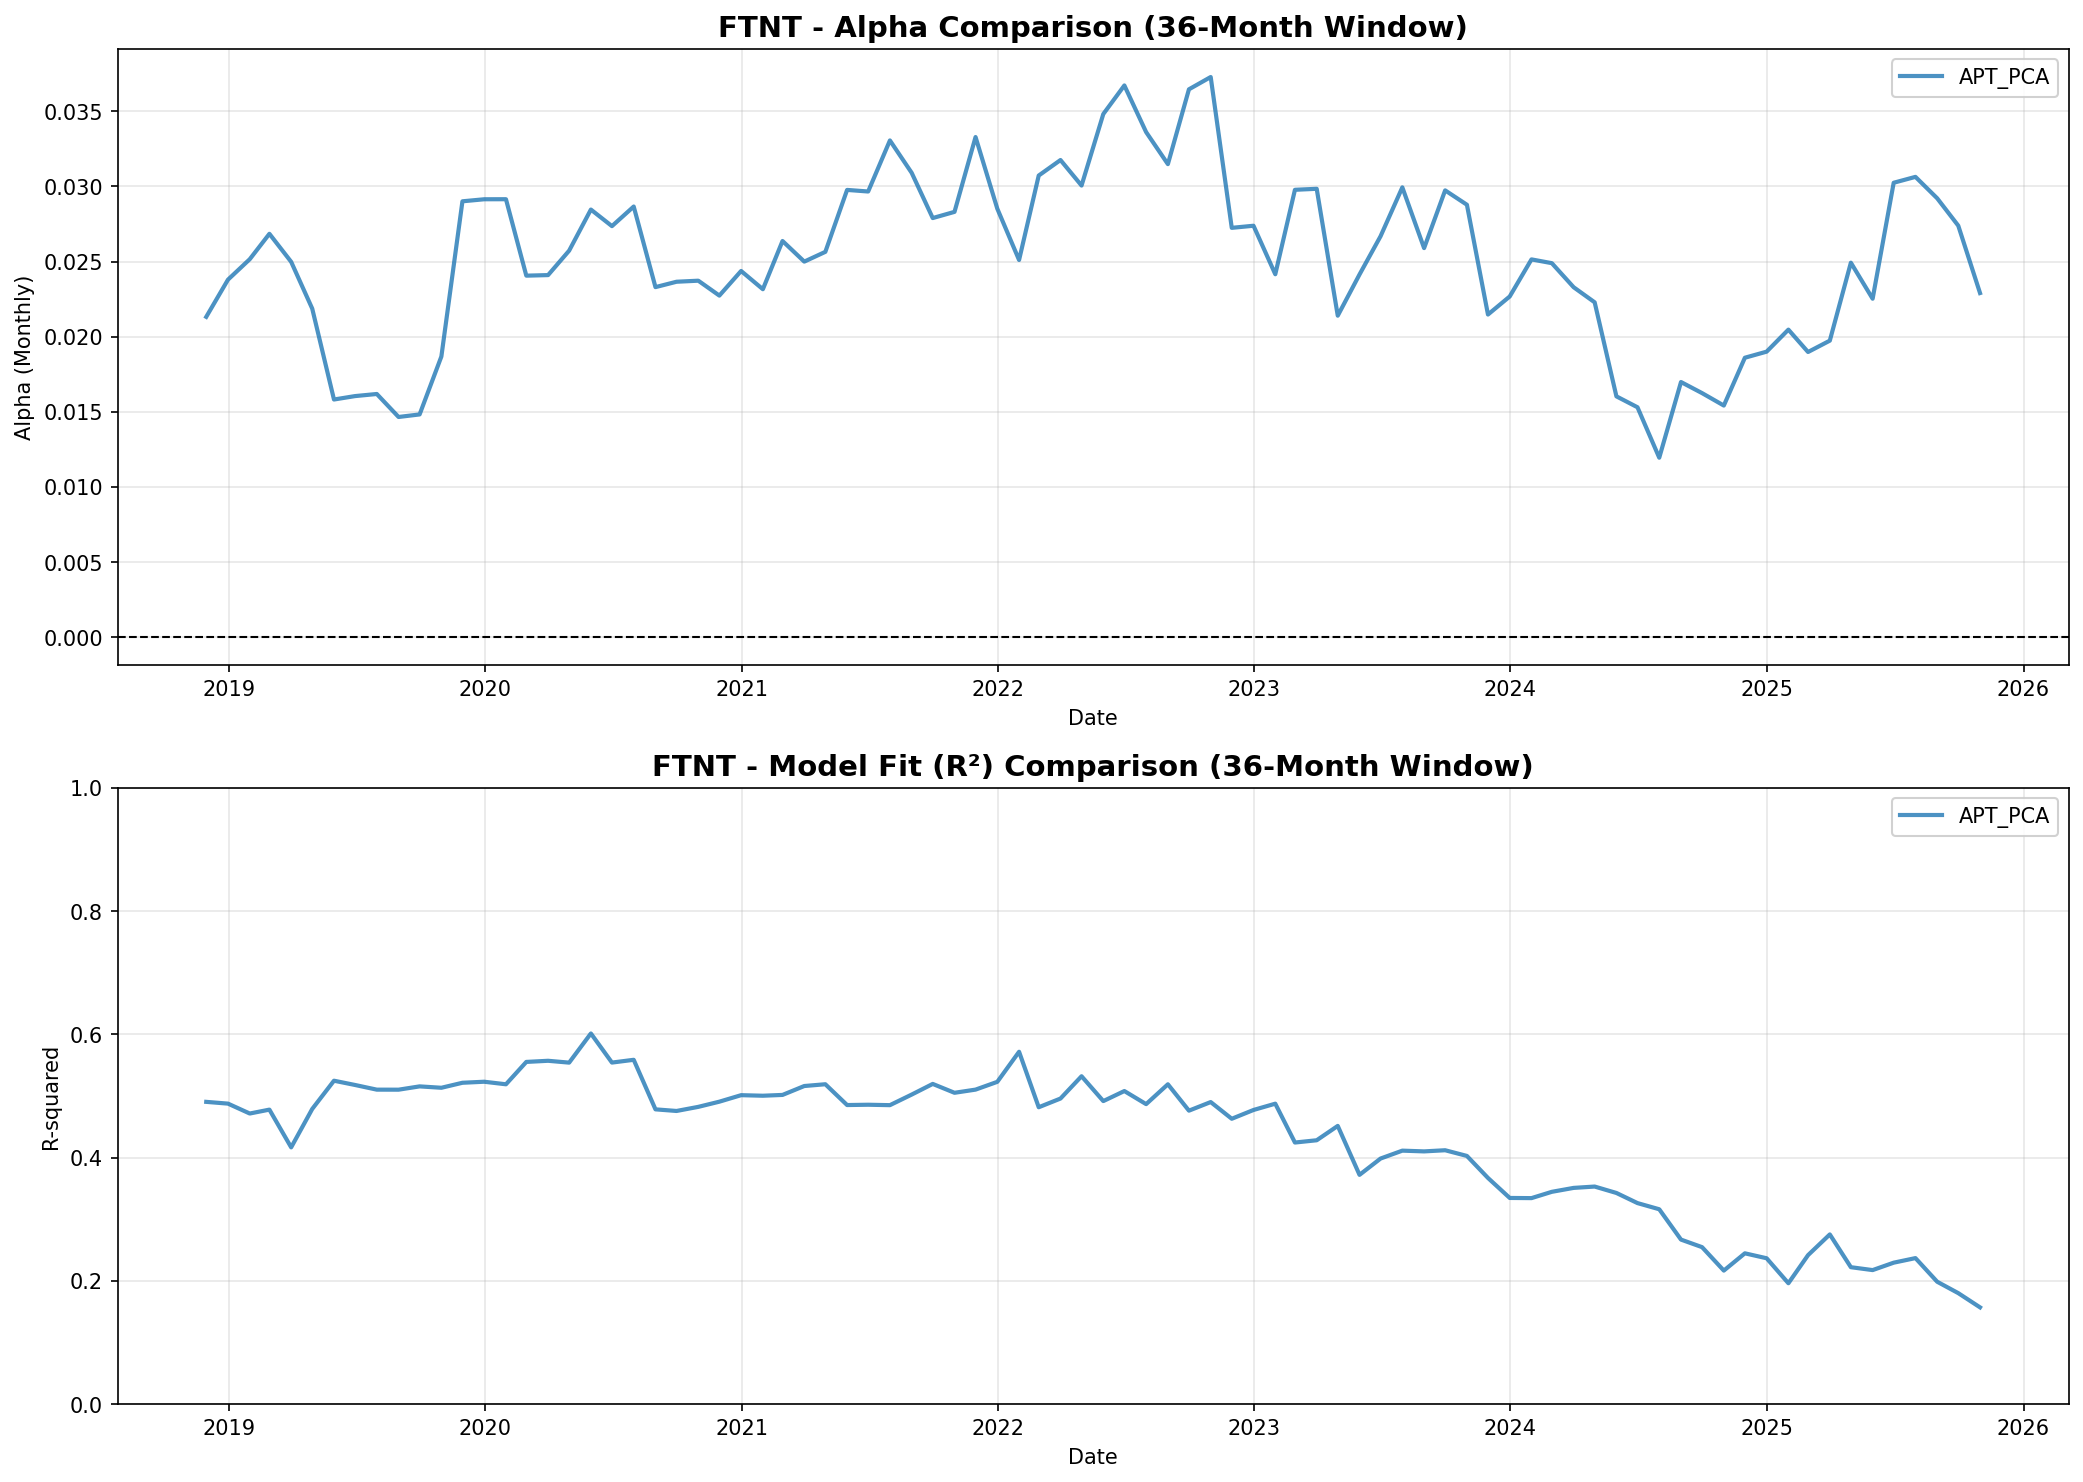 FTNT - Alpha Comparison (36-Month Window)
APT_PCA
Alpha (Monthly)
0.035
0.030
0.025
0.020
0.015
0.010
0.005
0.000
2019 2020 2021 2022 2023 2024 2025 2026
Date
FTNT - Model Fit (R²) Comparison (36-Month Window)
APT_PCA
R-squared
1.0
0.8
0.6
0.4
0.2
0.0
2019 2020 2021 2022 2023 2024 2025 2026
Date